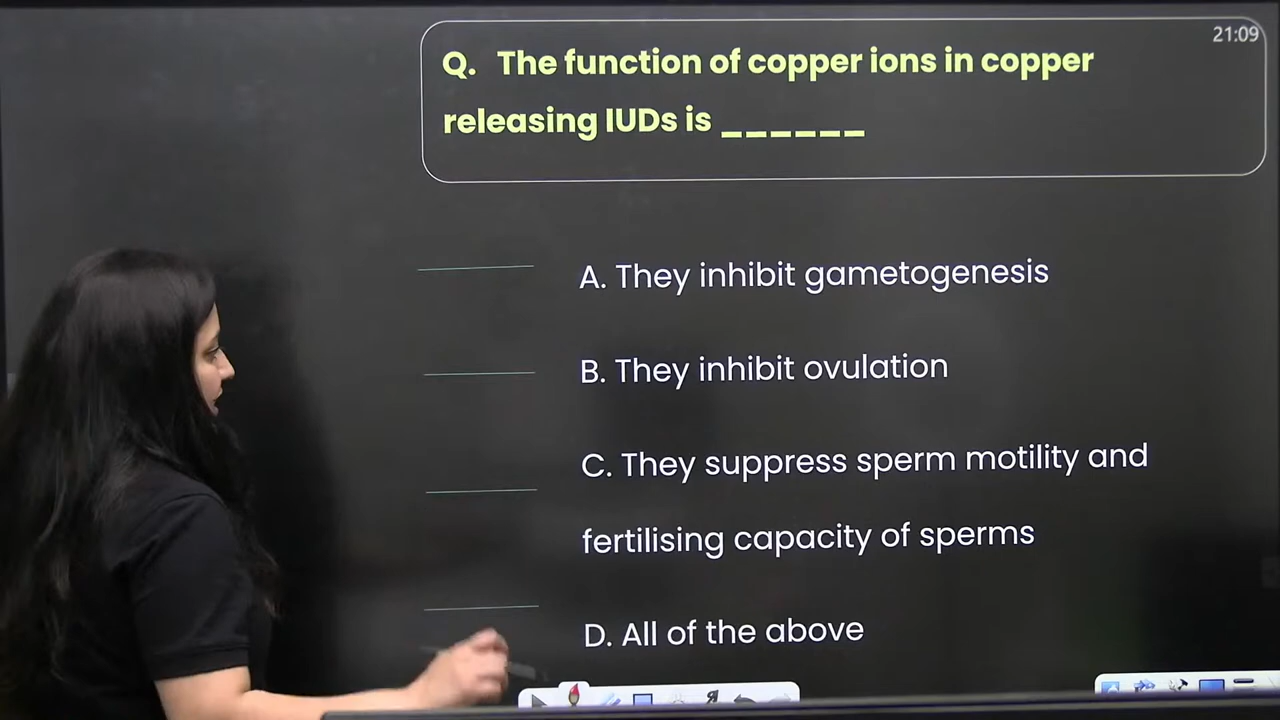 21:09
Q. The function of copper ions in copper
releasing IUDs is ______
A. They inhibit gametogenesis
B. They inhibit ovulation
C. They suppress sperm motility and
fertilising capacity of sperms
D. All of the above